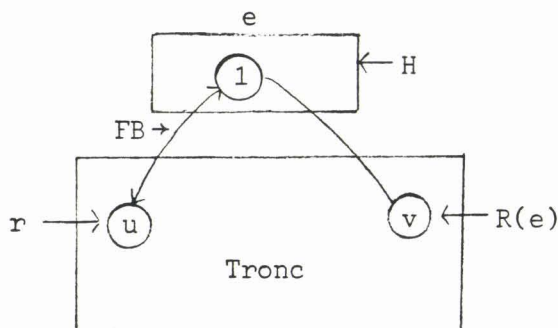 e
1
← H
FB →
r → u
v ← R(e)
Tronc